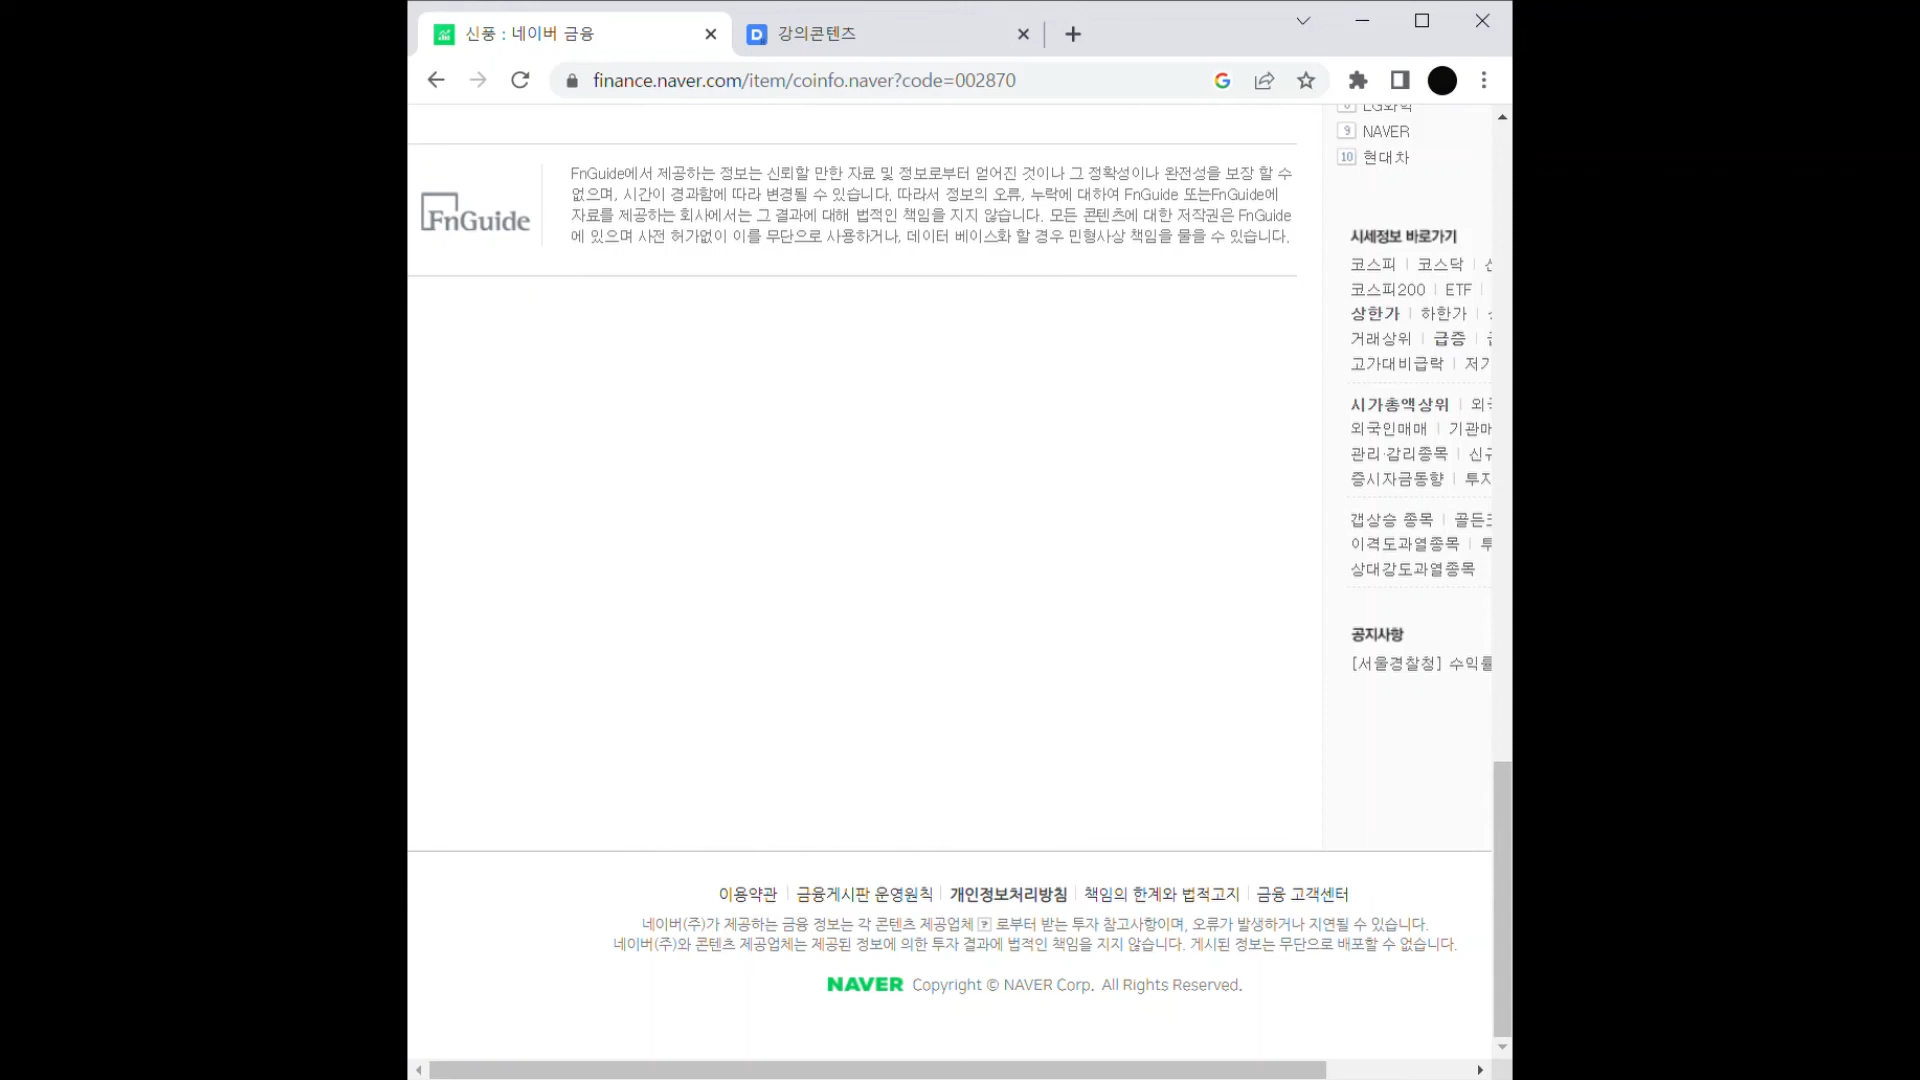 신풍 : 네이버 금융
강의콘텐츠
finance.naver.com/item/coinfo.naver?code=002870
9 NAVER
10 현대차
FnGuide
FnGuide에서 제공하는 정보는 신뢰할 만한 자료 및 정보로부터 얻어진 것이나 그 정확성이나 완전성을 보장 할 수
없으며, 시간이 경과함에 따라 변경될 수 있습니다. 따라서 정보의 오류, 누락에 대하여 FnGuide 또는FnGuide에
자료를 제공하는 회사에서는 그 결과에 대해 법적인 책임을 지지 않습니다. 모든 콘텐츠에 대한 저작권은 FnGuide
에 있으며 사전 허가없이 이를 무단으로 사용하거나, 데이터 베이스화 할 경우 민형사상 책임을 물을 수 있습니다.
시세정보 바로가기
코스피 | 코스닥 |
코스피200 | ETF |
상한가 | 하한가 |
거래상위 | 급증 |
고가대비급락 |
시가총액상위 |
외국인매매 |
관리·감리종목 |
증시자금동향 |
갭상승 종목 |
이격도과열종목 |
상대강도과열종목
공지사항
[서울경찰청] 수익률
이용약관 | 금융게시판 운영원칙 | 개인정보처리방침 | 책임의 한계와 법적고지 | 금융 고객센터
네이버(주)가 제공하는 금융 정보는 각 콘텐츠 제공업체 ? 로부터 받는 투자 참고사항이며, 오류가 발생하거나 지연될 수 있습니다.
네이버(주)와 콘텐츠 제공업체는 제공된 정보에 의한 투자 결과에 법적인 책임을 지지 않습니다. 게시된 정보는 무단으로 배포할 수 없습니다.
NAVER Copyright © NAVER Corp. All Rights Reserved.